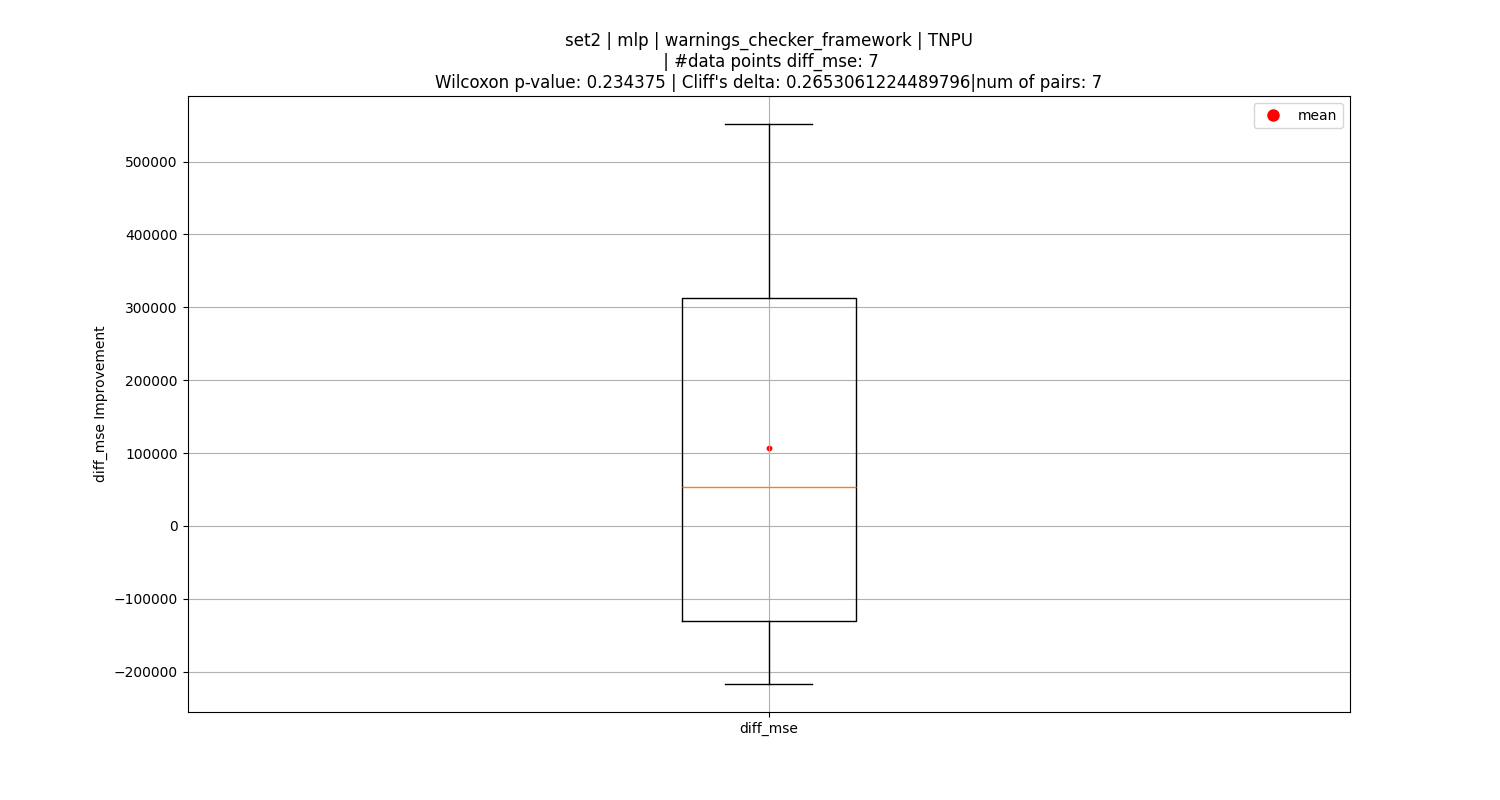 set2 | mlp | warnings_checker_framework | TNPU
| #data points diff_mse: 7
Wilcoxon p-value: 0.234375 | Cliff's delta: 0.2653061224489796|num of pairs: 7
mean
500000
400000
300000
200000
100000
0
−100000
−200000
diff_mse Improvement
diff_mse